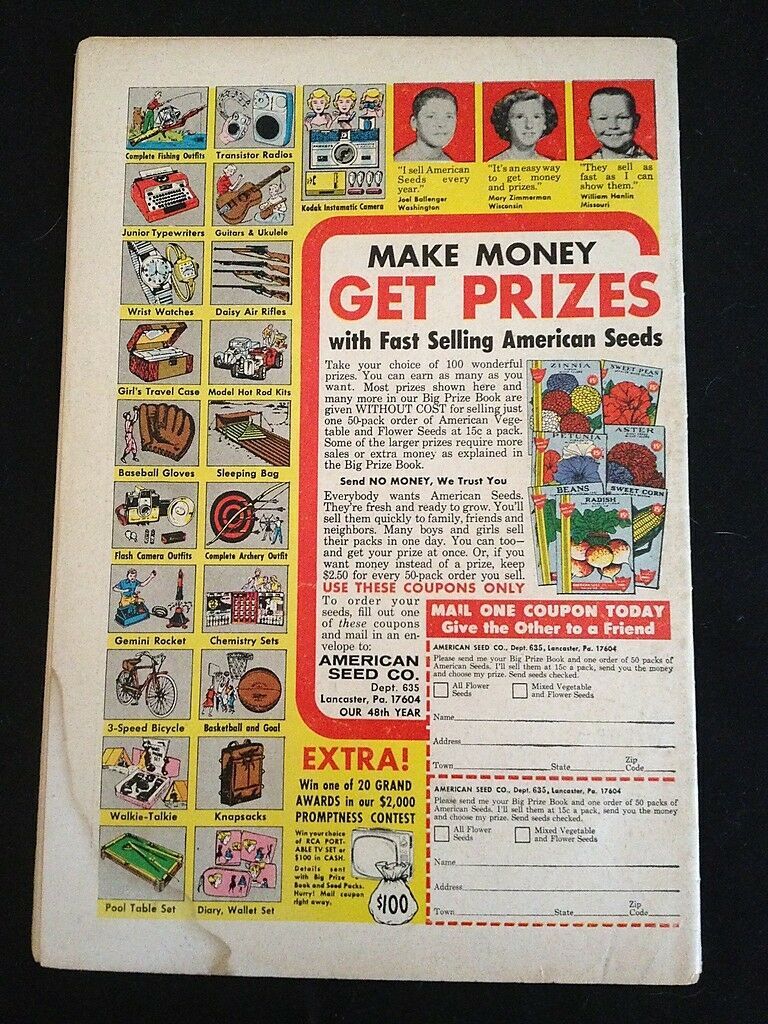 Complete Fishing Outfits
Transistor Radios
Kodak Instamatic Camera
Junior Typewriters
Guitars & Ukulele
Wrist Watches
Daisy Air Rifles
Girl's Travel Case
Model Hot Rod Kits
Baseball Gloves
Sleeping Bag
Flash Camera Outfits
Complete Archery Outfit
Gemini Rocket
Chemistry Sets
3-Speed Bicycle
Basketball and Goal
Walkie-Talkie
Knapsacks
Pool Table Set
Diary, Wallet Set
"I sell American
Seeds every
year."
Joel Ballenger
Washington
"It's an easy way
to get money
and prizes."
Mary Zimmerman
Wisconsin
"They sell as
fast as I can
show them."
William Hanlin
Missouri
MAKE MONEY
GET PRIZES
with Fast Selling American Seeds
Take your choice of 100 wonderful
prizes. You can earn as many as you
want. Most prizes shown here and
many more in our Big Prize Book are
given WITHOUT COST for selling just
one 50-pack order of American Vege-
table and Flower Seeds at 15c a pack.
Some of the larger prizes require more
sales or extra money as explained in
the Big Prize Book.
Send NO MONEY, We Trust You
Everybody wants American Seeds.
They're fresh and ready to grow. You'll
sell them quickly to family, friends and
neighbors. Many boys and girls sell
their packs in one day. You can too—
and get your prize at once. Or, if you
want money instead of a prize, keep
$2.50 for every 50-pack order you sell.
USE THESE COUPONS ONLY
To order your
seeds, fill out one
of these coupons
and mail in an en-
velope to:
AMERICAN
SEED CO.
Dept. 635
Lancaster, Pa. 17604
OUR 48th YEAR
ZINNIA
SWEET PEAS
PETUNIA
ASTER
BEANS
SWEET CORN
RADISH
MAIL ONE COUPON TODAY
Give the Other to a Friend
AMERICAN SEED CO., Dept. 635, Lancaster, Pa. 17604
Please send me your Big Prize Book and one order of 50 packs of
American Seeds. I'll sell them at 15c a pack, send you the money
and choose my prize. Send seeds checked.
All Flower
Seeds
Mixed Vegetable
and Flower Seeds
Name
Address
Town State Zip
Code
AMERICAN SEED CO., Dept. 635, Lancaster, Pa. 17604
Please send me your Big Prize Book and one order of 50 packs of
American Seeds. I'll sell them at 15c a pack, send you the money
and choose my prize. Send seeds checked.
All Flower
Seeds
Mixed Vegetable
and Flower Seeds
Name
Address
Town State Zip
Code
EXTRA!
Win one of 20 GRAND
AWARDS in our $2,000
PROMPTNESS CONTEST
Win your choice
of RCA PORT-
ABLE TV SET or
$100 in CASH.
Details sent
with Big Prize
Book and Seed Packs.
Hurry! Mail coupon
right away.
$100